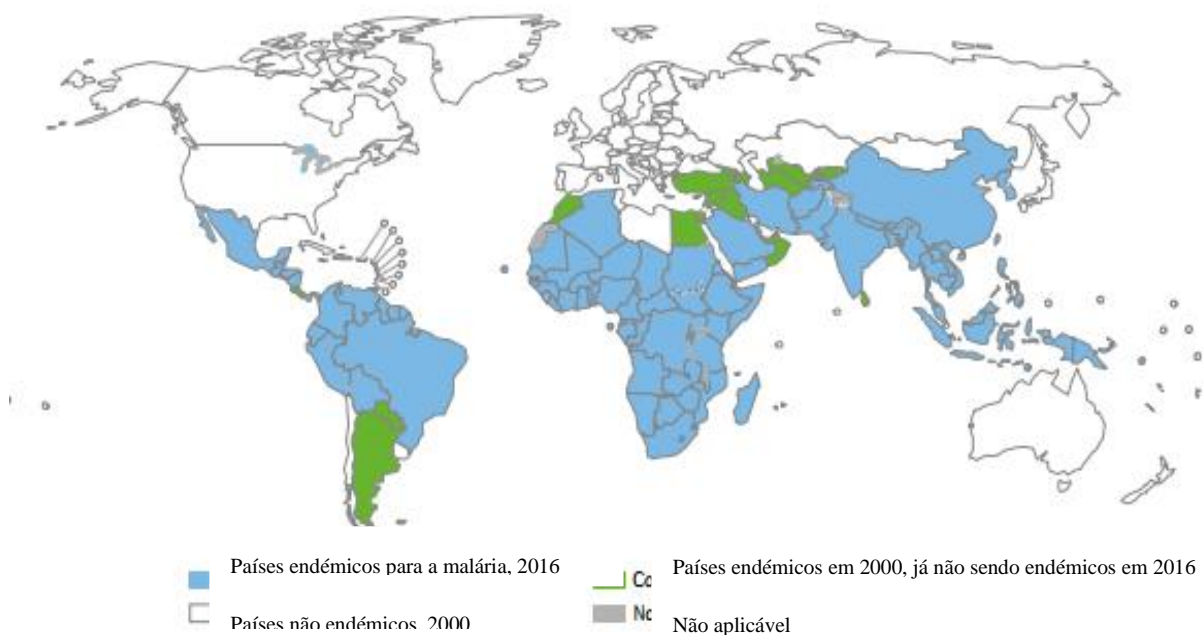 Países endémicos para a malária, 2016
Países endémicos em 2000, já não sendo endémicos em 2016
Países não endémicos, 2000
Não aplicável